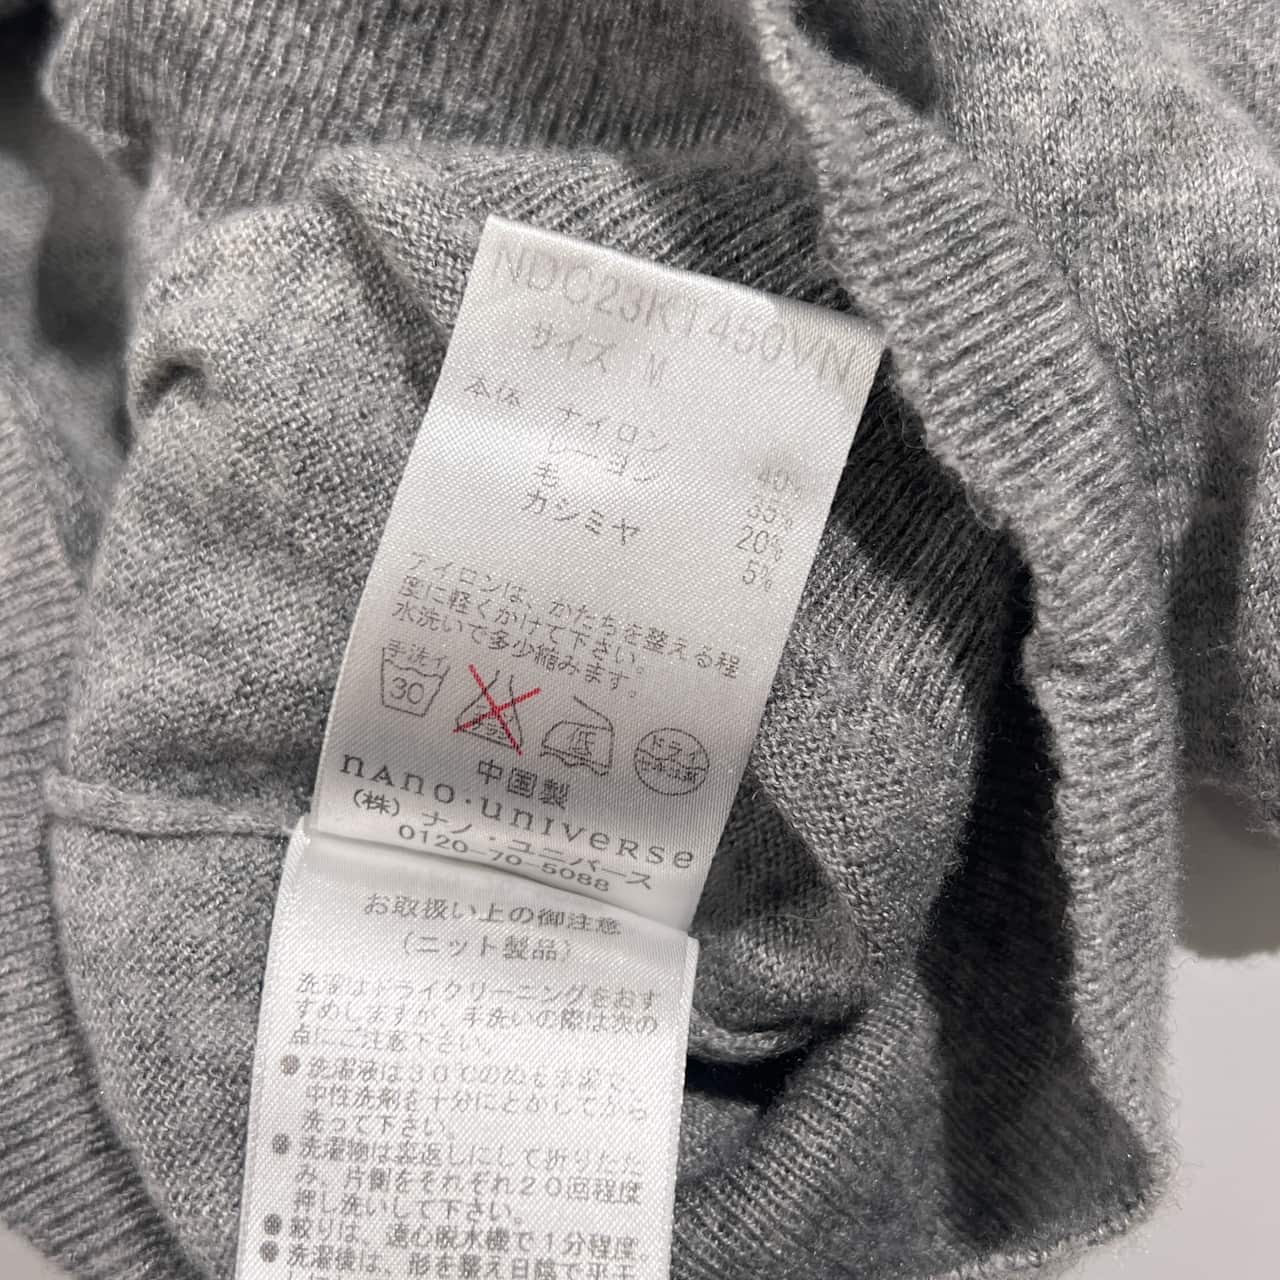 NDC23KT450VN
サイズ M
本体 ナイロン 40%
レーヨン 35%
毛 20%
カシミヤ 5%
アイロンは、かたちを整える程
度に軽くかけて下さい。
水洗いで多少縮みます。
手洗イ
30
低
ドライ
中国製
nano・universe
(株) ナノ・ユニバース
0120-70-5088
お取扱い上の御注意
(ニット製品)
洗濯はドライクリーニングをおす
すめしますが、手洗いの際は次の
点にご注意下さい。
●洗濯液は30℃のぬるま湯で、
中性洗剤を十分にとかしてから
洗って下さい。
●洗濯物は裏返しにして折りたた
み、片側をそれぞれ20回程度
押し洗いして下さい。
●絞りは、遠心脱水機で1分程度。
●洗濯後は、形を整え日陰で平干